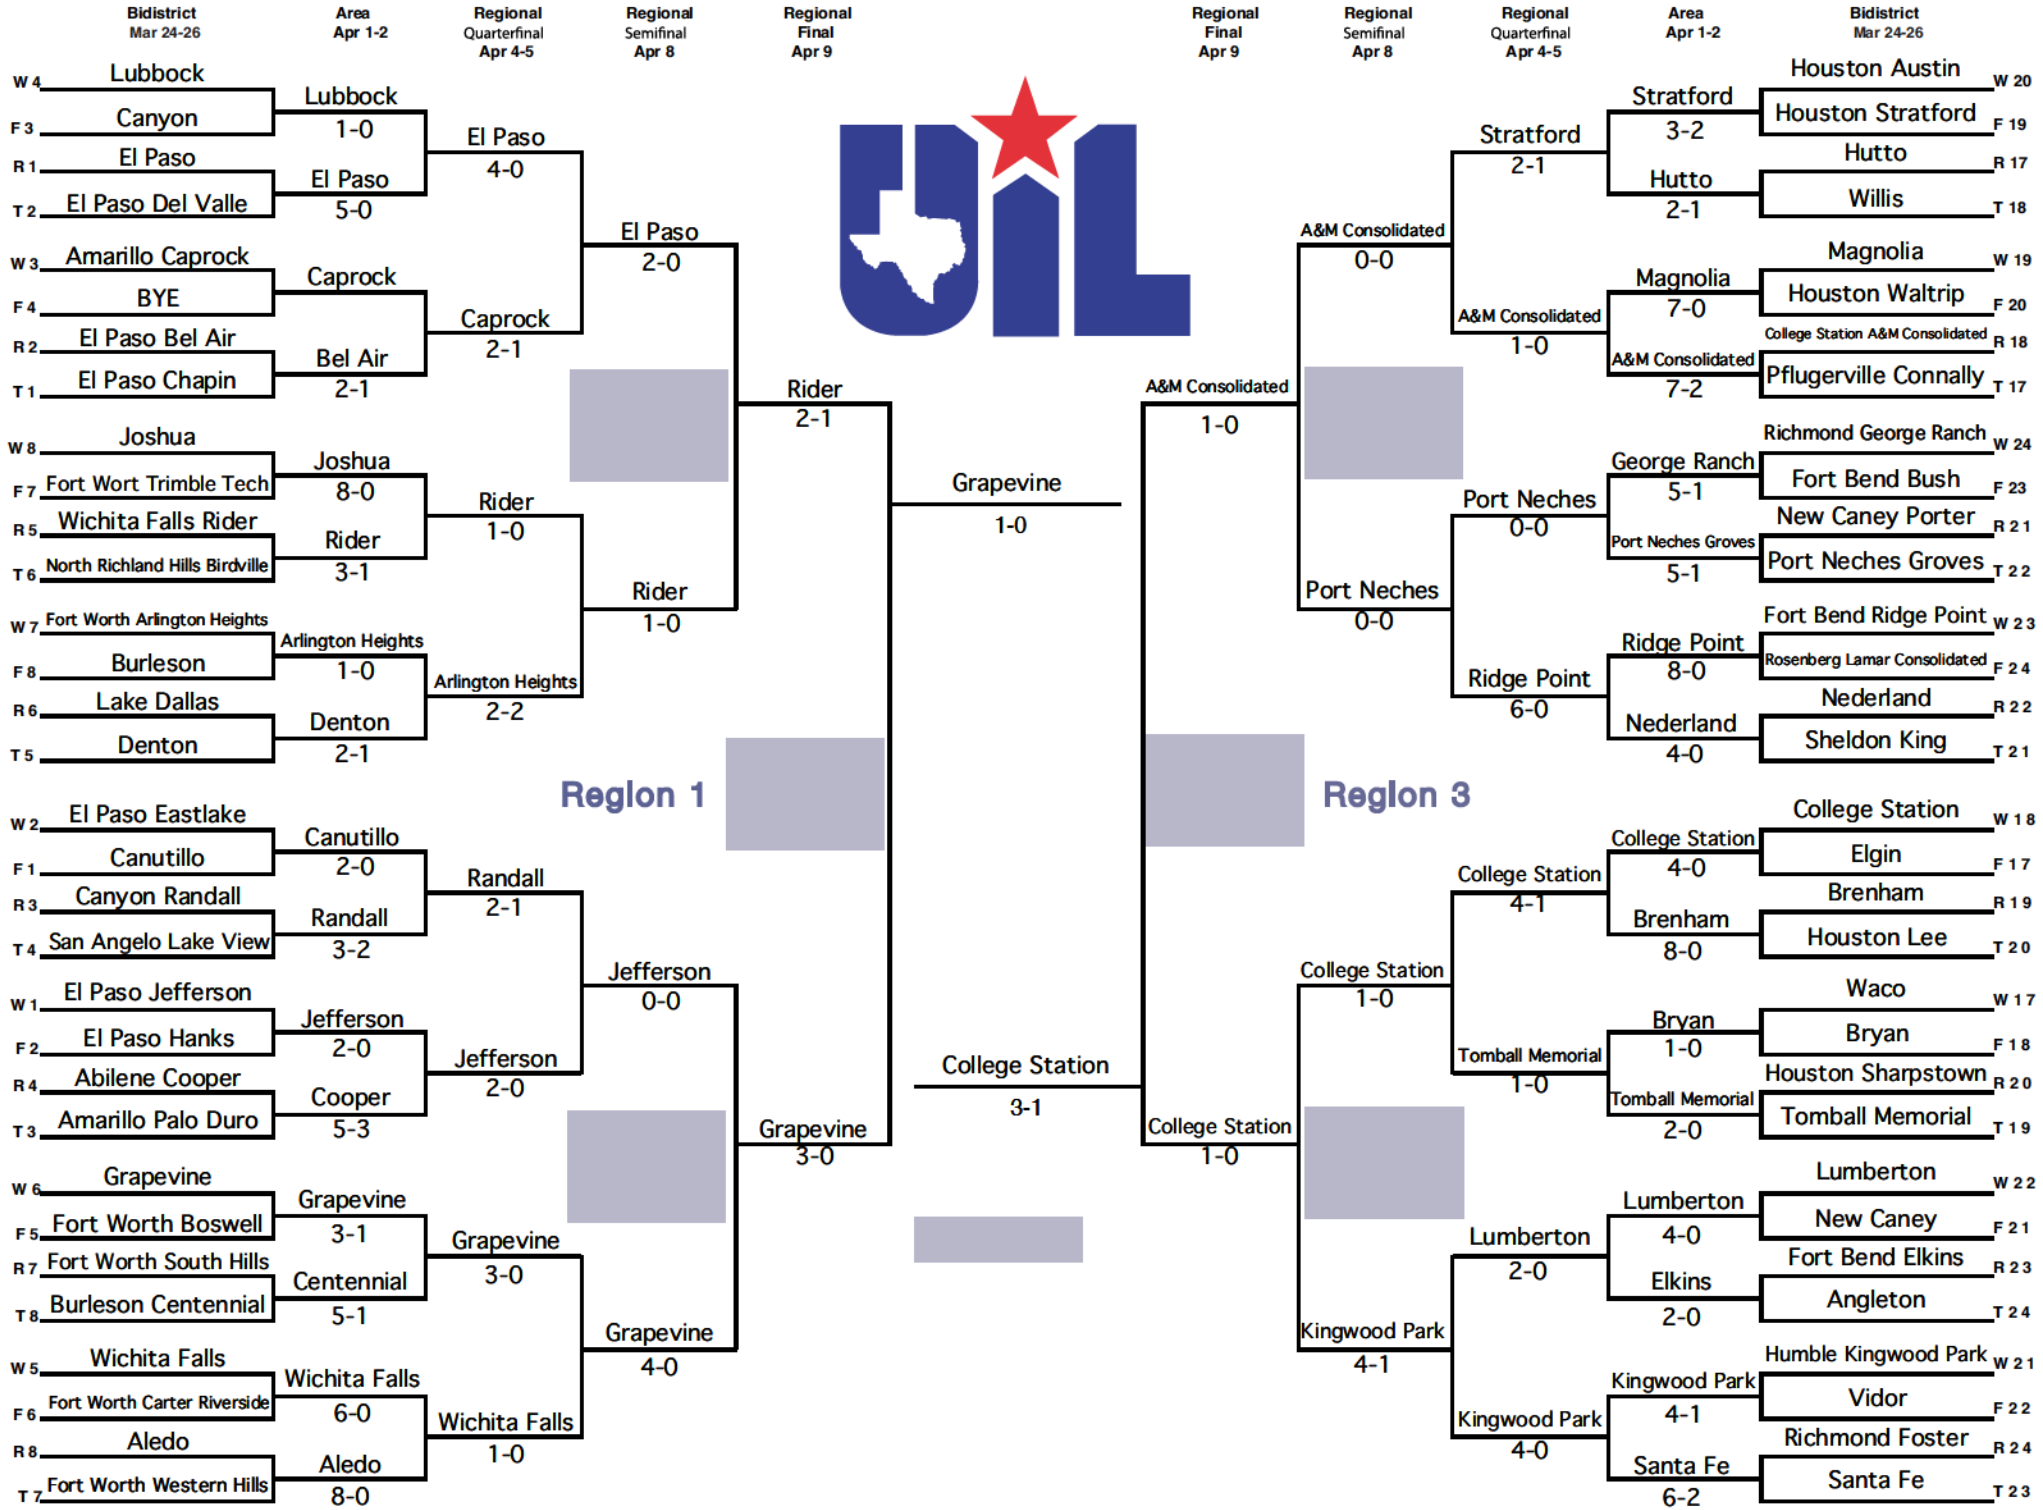 Bidistrict
Mar 24-26
Area
Apr 1-2
Regional
Quarterfinal
Apr 4-5
Regional
Semifinal
Apr 8
Regional
Final
Apr 9
Regional
Final
Apr 9
Regional
Semifinal
Apr 8
Regional
Quarterfinal
Apr 4-5
Area
Apr 1-2
Bidistrict
Mar 24-26
W 4 Lubbock
F 3 Canyon
R 1 El Paso
T 2 El Paso Del Valle
W 3 Amarillo Caprock
F 4 BYE
R 2 El Paso Bel Air
T 1 El Paso Chapin
W 8 Joshua
F 7 Fort Wort Trimble Tech
R 5 Wichita Falls Rider
T 6 North Richland Hills Birdville
W 7 Fort Worth Arlington Heights
F 8 Burleson
R 6 Lake Dallas
T 5 Denton
W 2 El Paso Eastlake
F 1 Canutillo
R 3 Canyon Randall
T 4 San Angelo Lake View
W 1 El Paso Jefferson
F 2 El Paso Hanks
R 4 Abilene Cooper
T 3 Amarillo Palo Duro
W 6 Grapevine
F 5 Fort Worth Boswell
R 7 Fort Worth South Hills
T 8 Burleson Centennial
W 5 Wichita Falls
F 6 Fort Worth Carter Riverside
R 8 Aledo
T 7 Fort Worth Western Hills
Lubbock
1-0
El Paso
5-0
Caprock
Bel Air
2-1
Joshua
8-0
Rider
3-1
Arlington Heights
1-0
Denton
2-1
Canutillo
2-0
Randall
3-2
Jefferson
2-0
Cooper
5-3
Grapevine
3-1
Centennial
5-1
Wichita Falls
6-0
Aledo
8-0
El Paso
4-0
Caprock
2-1
Rider
1-0
Arlington Heights
2-2
Randall
2-1
Jefferson
2-0
Grapevine
3-0
Wichita Falls
1-0
El Paso
2-0
Rider
1-0
Region 1
Jefferson
0-0
Grapevine
4-0
Rider
2-1
Grapevine
3-0
UIL
Grapevine
1-0
College Station
3-1
A&M Consolidated
1-0
College Station
1-0
A&M Consolidated
0-0
Port Neches
0-0
Region 3
College Station
1-0
Kingwood Park
4-1
Stratford
2-1
A&M Consolidated
1-0
Port Neches
0-0
Ridge Point
6-0
College Station
4-1
Tomball Memorial
1-0
Lumberton
2-0
Kingwood Park
4-0
Stratford
3-2
Hutto
2-1
Magnolia
7-0
A&M Consolidated
7-2
George Ranch
5-1
Port Neches Groves
5-1
Ridge Point
8-0
Nederland
4-0
College Station
4-0
Brenham
8-0
Bryan
1-0
Tomball Memorial
2-0
Lumberton
4-0
Elkins
2-0
Kingwood Park
4-1
Santa Fe
6-2
Houston Austin W 20
Houston Stratford F 19
Hutto R 17
Willis T 18
Magnolia W 19
Houston Waltrip F 20
College Station A&M Consolidated R 18
Pflugerville Connally T 17
Richmond George Ranch W 24
Fort Bend Bush F 23
New Caney Porter R 21
Port Neches Groves T 22
Fort Bend Ridge Point W 23
Rosenberg Lamar Consolidated F 24
Nederland R 22
Sheldon King T 21
College Station W 18
Elgin F 17
Brenham R 19
Houston Lee T 20
Waco W 17
Bryan F 18
Houston Sharpstown R 20
Tomball Memorial T 19
Lumberton W 22
New Caney F 21
Fort Bend Elkins R 23
Angleton T 24
Humble Kingwood Park W 21
Vidor F 22
Richmond Foster R 24
Santa Fe T 23